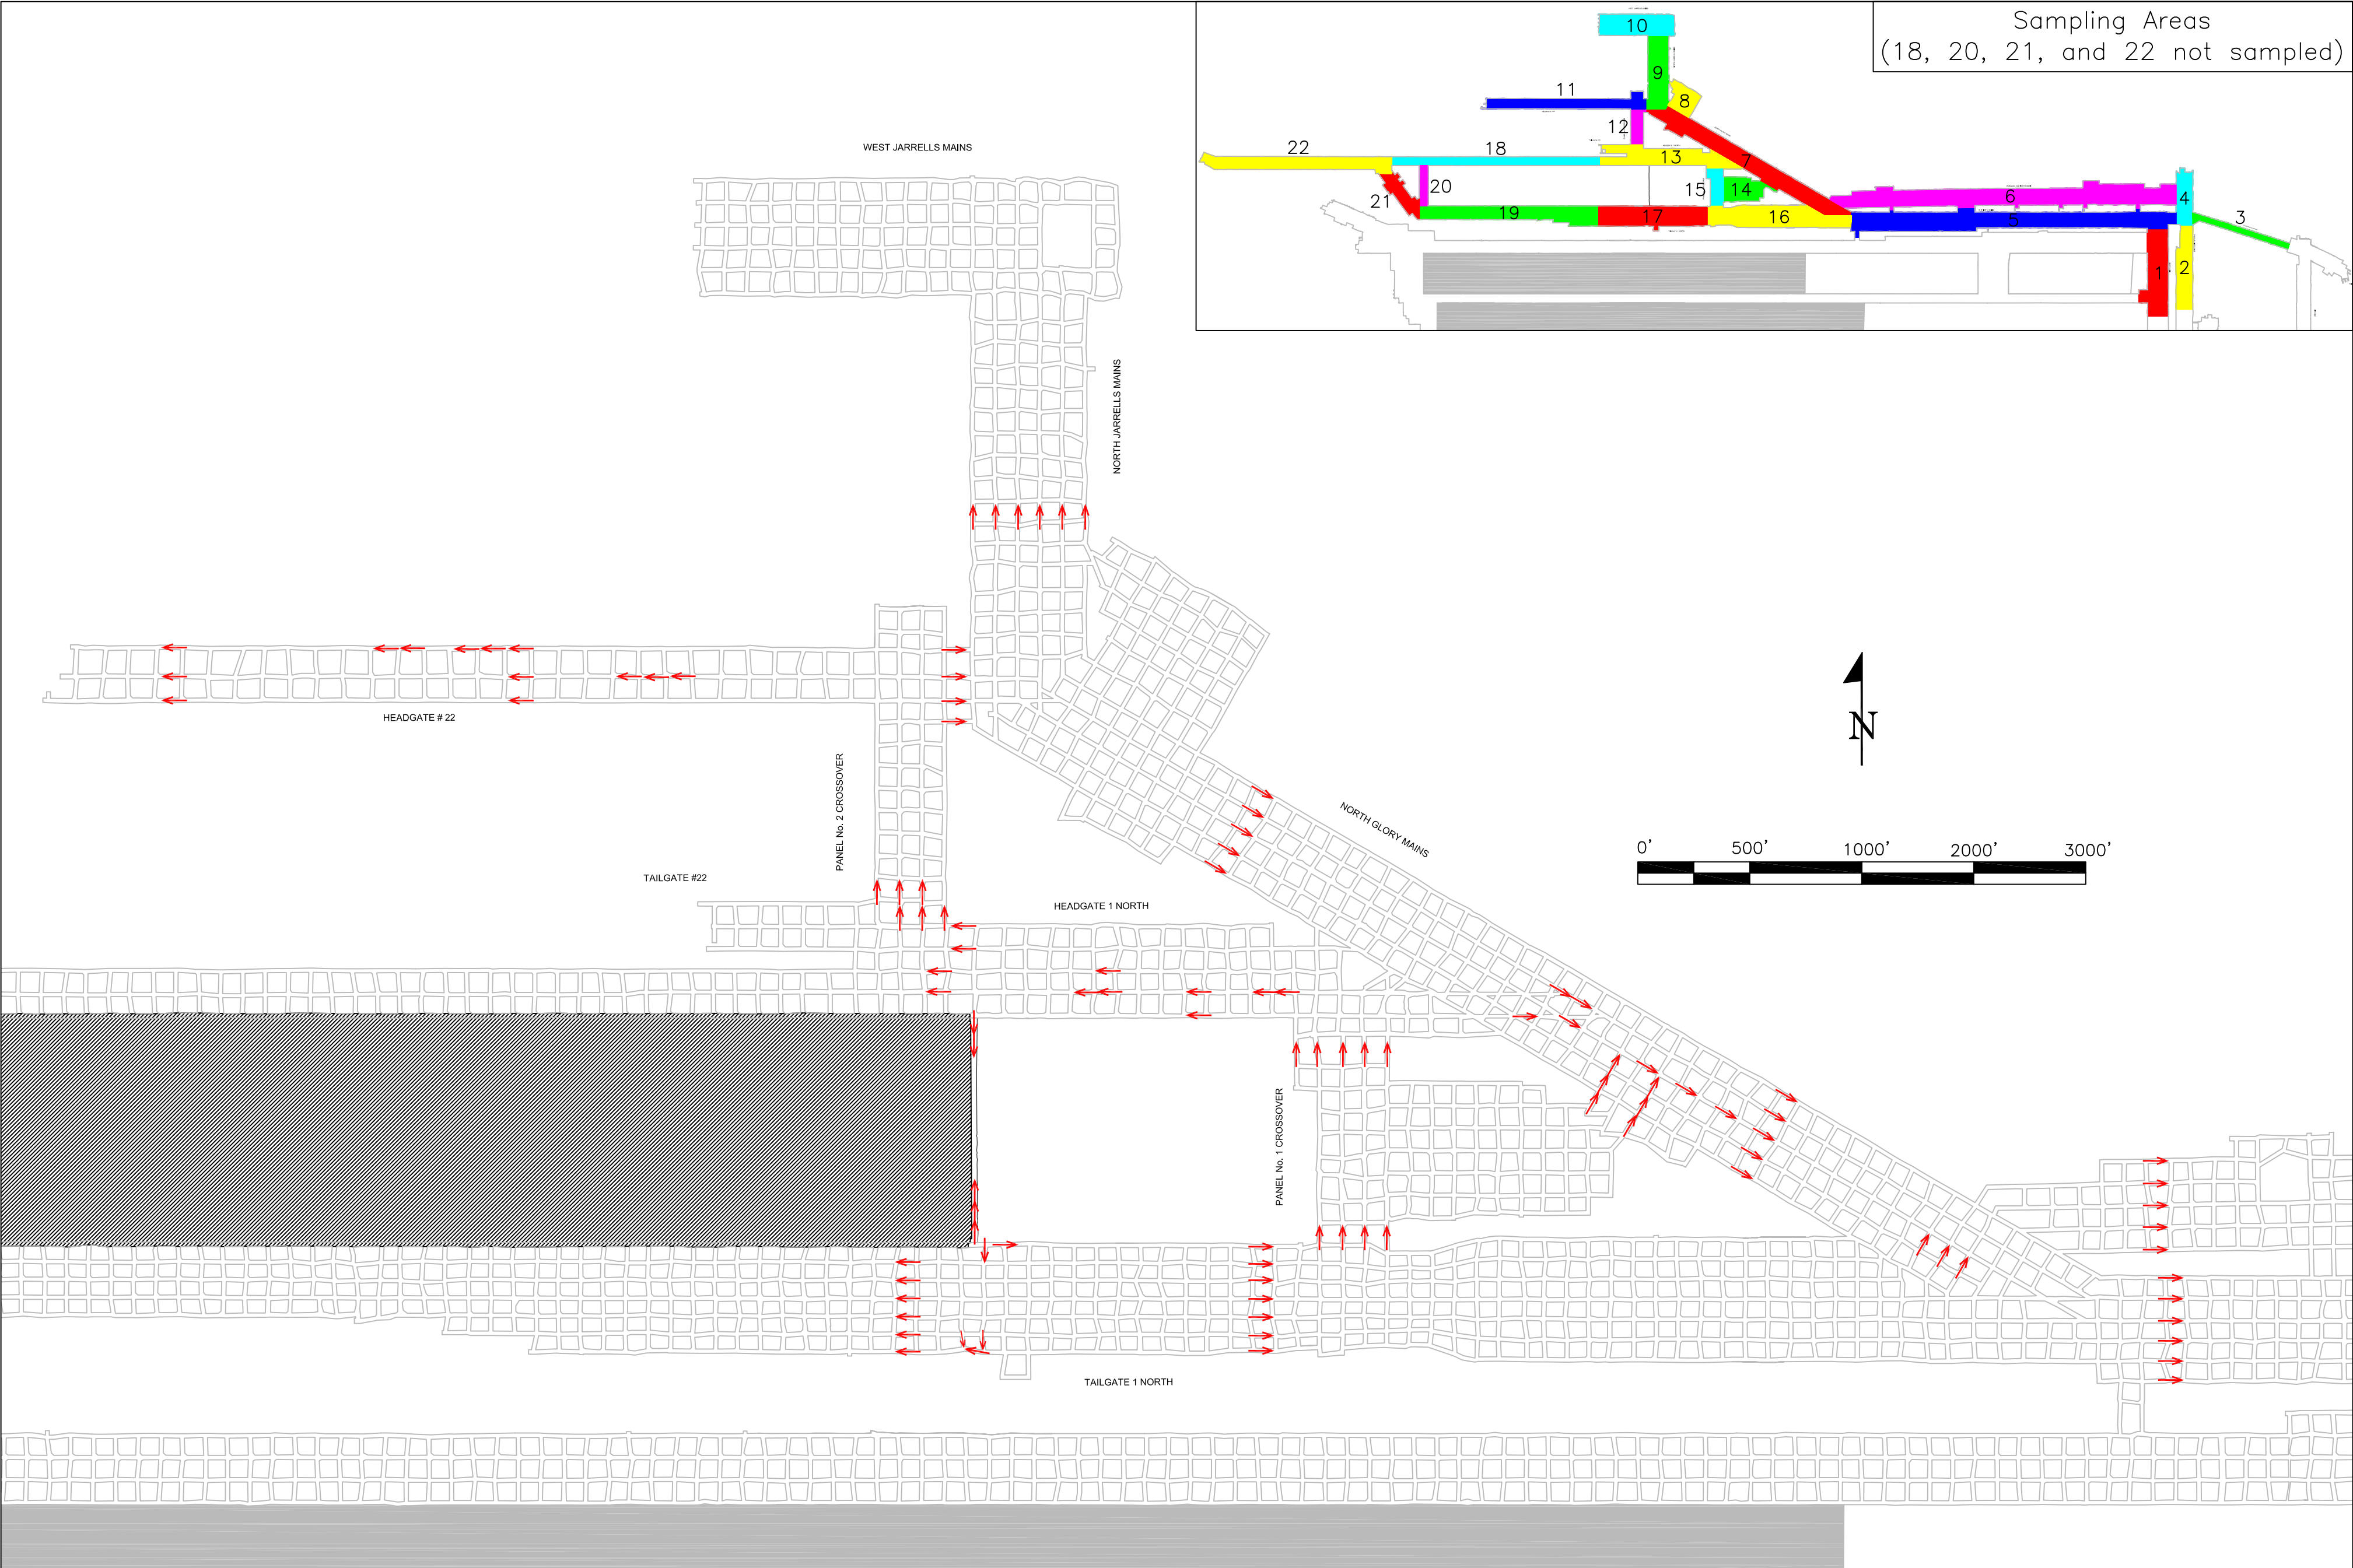 Sampling Areas
(18, 20, 21, and 22 not sampled)
10
9
11
8
12
22
18
13
7
20
15
14
21
19
17
16
6
5
4
3
1
2
WEST JARRELLS MAINS
NORTH JARRELLS MAINS
HEADGATE # 22
PANEL No. 2 CROSSOVER
NORTH GLORY MAINS
TAILGATE #22
HEADGATE 1 NORTH
N
0' 500' 1000' 2000' 3000'
PANEL No. 1 CROSSOVER
TAILGATE 1 NORTH